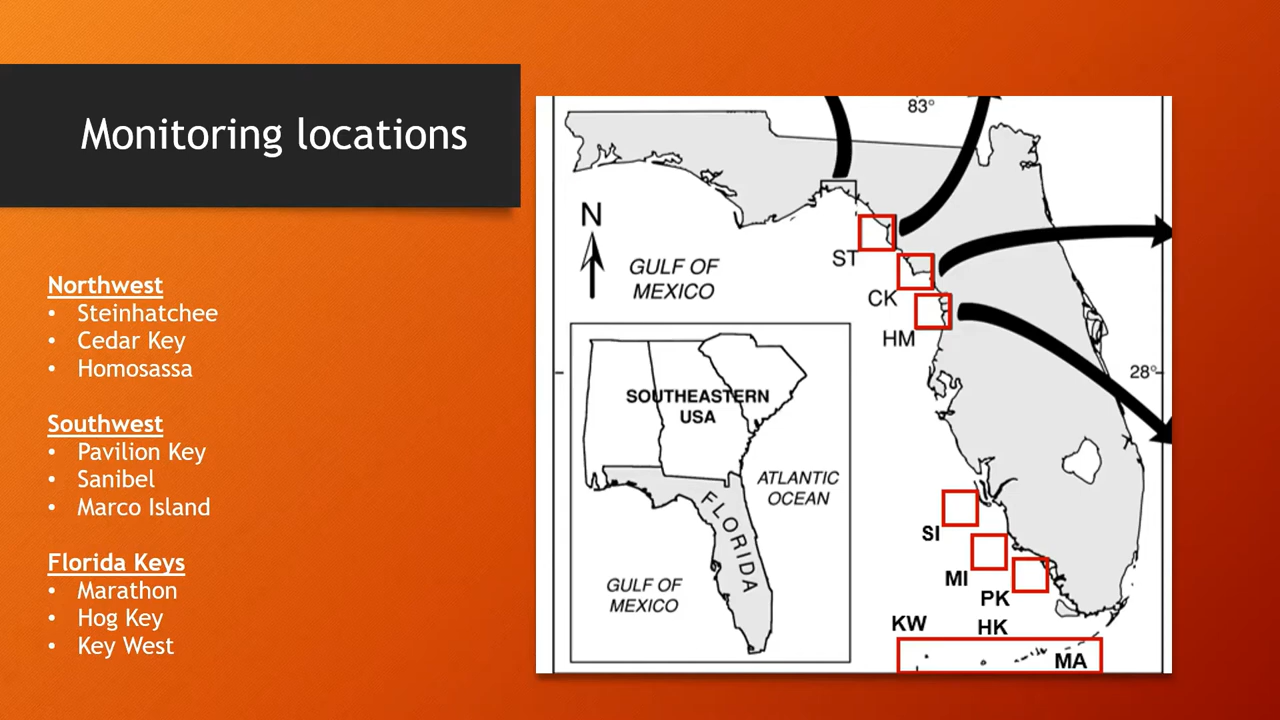 Monitoring locations
Northwest
• Steinhatchee
• Cedar Key
• Homosassa
Southwest
• Pavilion Key
• Sanibel
• Marco Island
Florida Keys
• Marathon
• Hog Key
• Key West
83°
N
GULF OF
MEXICO
ST
CK
HM
28°
SOUTHEASTERN
USA
ATLANTIC
OCEAN
FLORIDA
GULF OF
MEXICO
SI
MI
PK
KW
HK
MA